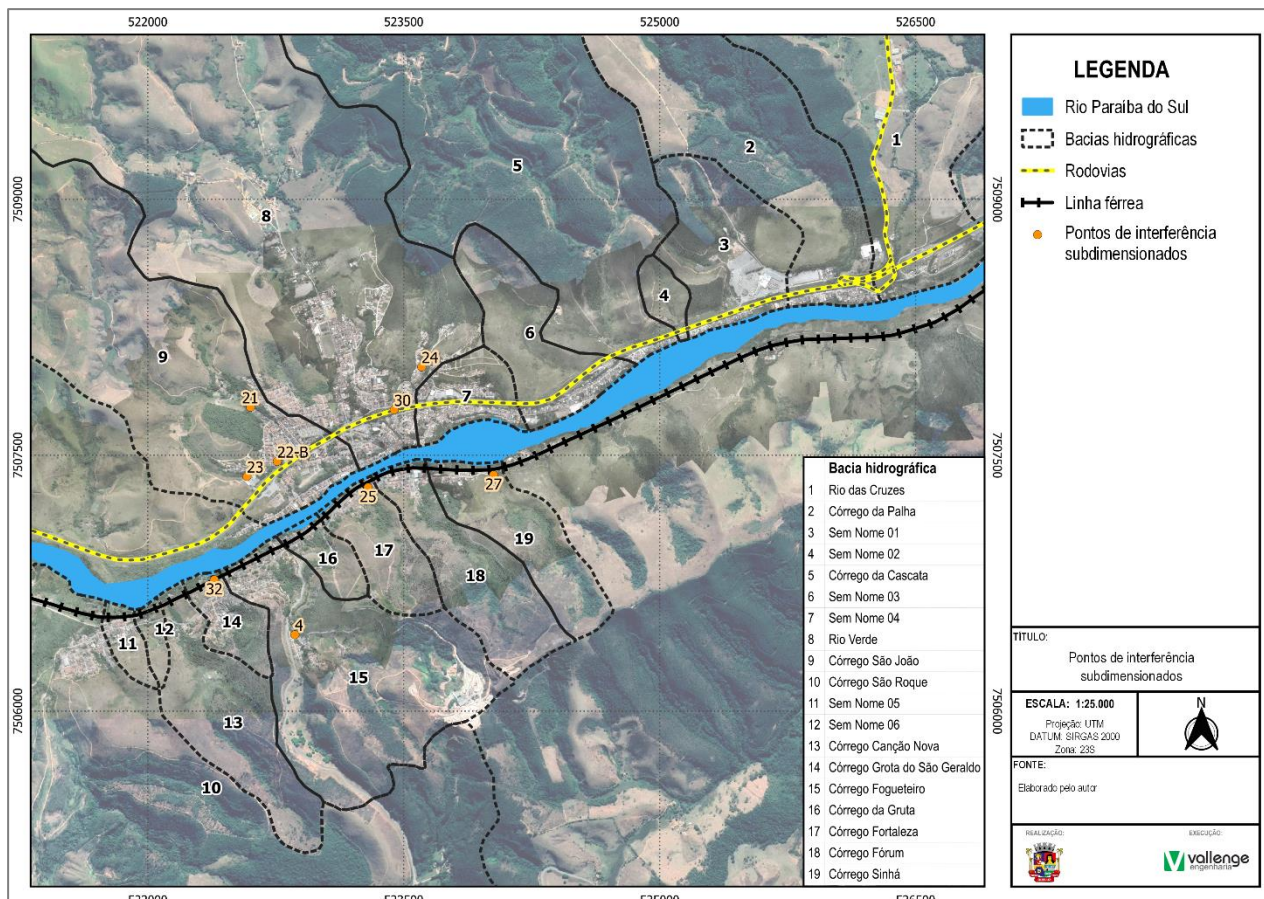 522000 523500 525000 526500
LEGENDA
Rio Paraíba do Sul
Bacias hidrográficas
Rodovias
Linha férrea
Pontos de interferência
subdimensionados
7509000
7509000
7507500
7507500
7506000
7506000
1
2
5
8
3
4
9
6
24
7
30
21
22-B
23
25
27
16
17
19
18
32
14
4
12
11
15
13
10
Bacia hidrográfica
1 Rio das Cruzes
2 Córrego da Palha
3 Sem Nome 01
4 Sem Nome 02
5 Córrego da Cascata
6 Sem Nome 03
7 Sem Nome 04
8 Rio Verde
9 Córrego São João
10 Córrego São Roque
11 Sem Nome 05
12 Sem Nome 06
13 Córrego Canção Nova
14 Córrego Grota do São Geraldo
15 Córrego Fogueteiro
16 Córrego da Gruta
17 Córrego Fortaleza
18 Córrego Fórum
19 Córrego Sinhá
TÍTULO:
Pontos de interferência
subdimensionados
ESCALA: 1:25.000
Projeção: UTM
DATUM: SIRGAS 2000
Zona: 23S
N
FONTE:
Elaborado pelo autor
REALIZAÇÃO:
EXECUÇÃO:
vallenge
engenharia
522000 523500 525000 526500